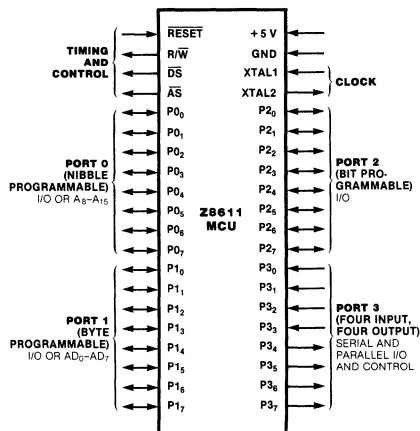 TIMING
AND
CONTROL
RESET
R/W
DS
AS
+5 V
GND
XTAL1
XTAL2
CLOCK
PORT 0
(NIBBLE
PROGRAMMABLE)
I/O OR A8–A15
P00
P01
P02
P03
P04
P05
P06
P07
Z8611
MCU
P20
P21
P22
P23
P24
P25
P26
P27
PORT 2
(BIT PRO-
GRAMMABLE)
I/O
PORT 1
(BYTE
PROGRAMMABLE)
I/O OR AD0–AD7
P10
P11
P12
P13
P14
P15
P16
P17
P30
P31
P32
P33
P34
P35
P36
P37
PORT 3
(FOUR INPUT,
FOUR OUTPUT)
SERIAL AND
PARALLEL I/O
AND CONTROL